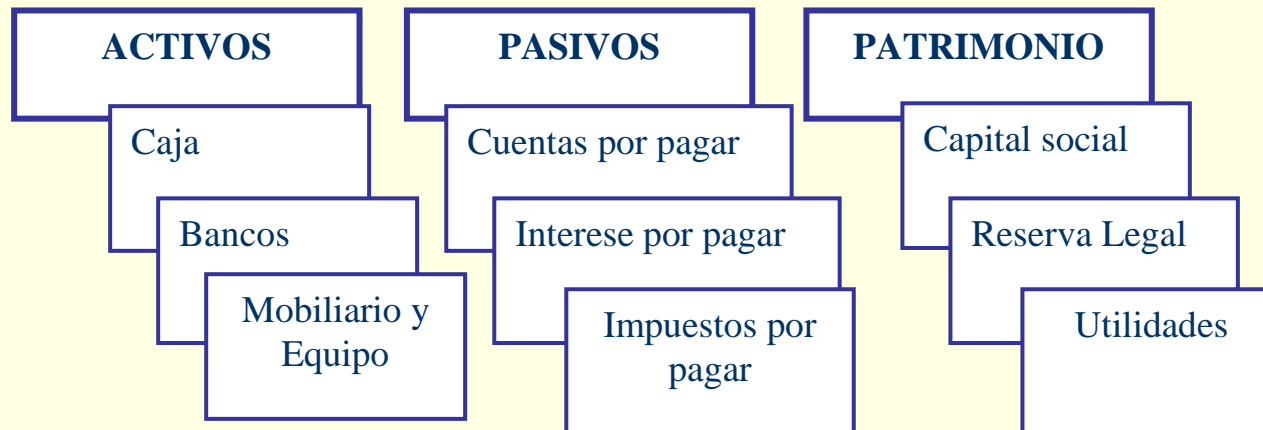 ACTIVOS
Caja
Bancos
Mobiliario y
Equipo
PASIVOS
Cuentas por pagar
Interese por pagar
Impuestos por
pagar
PATRIMONIO
Capital social
Reserva Legal
Utilidades